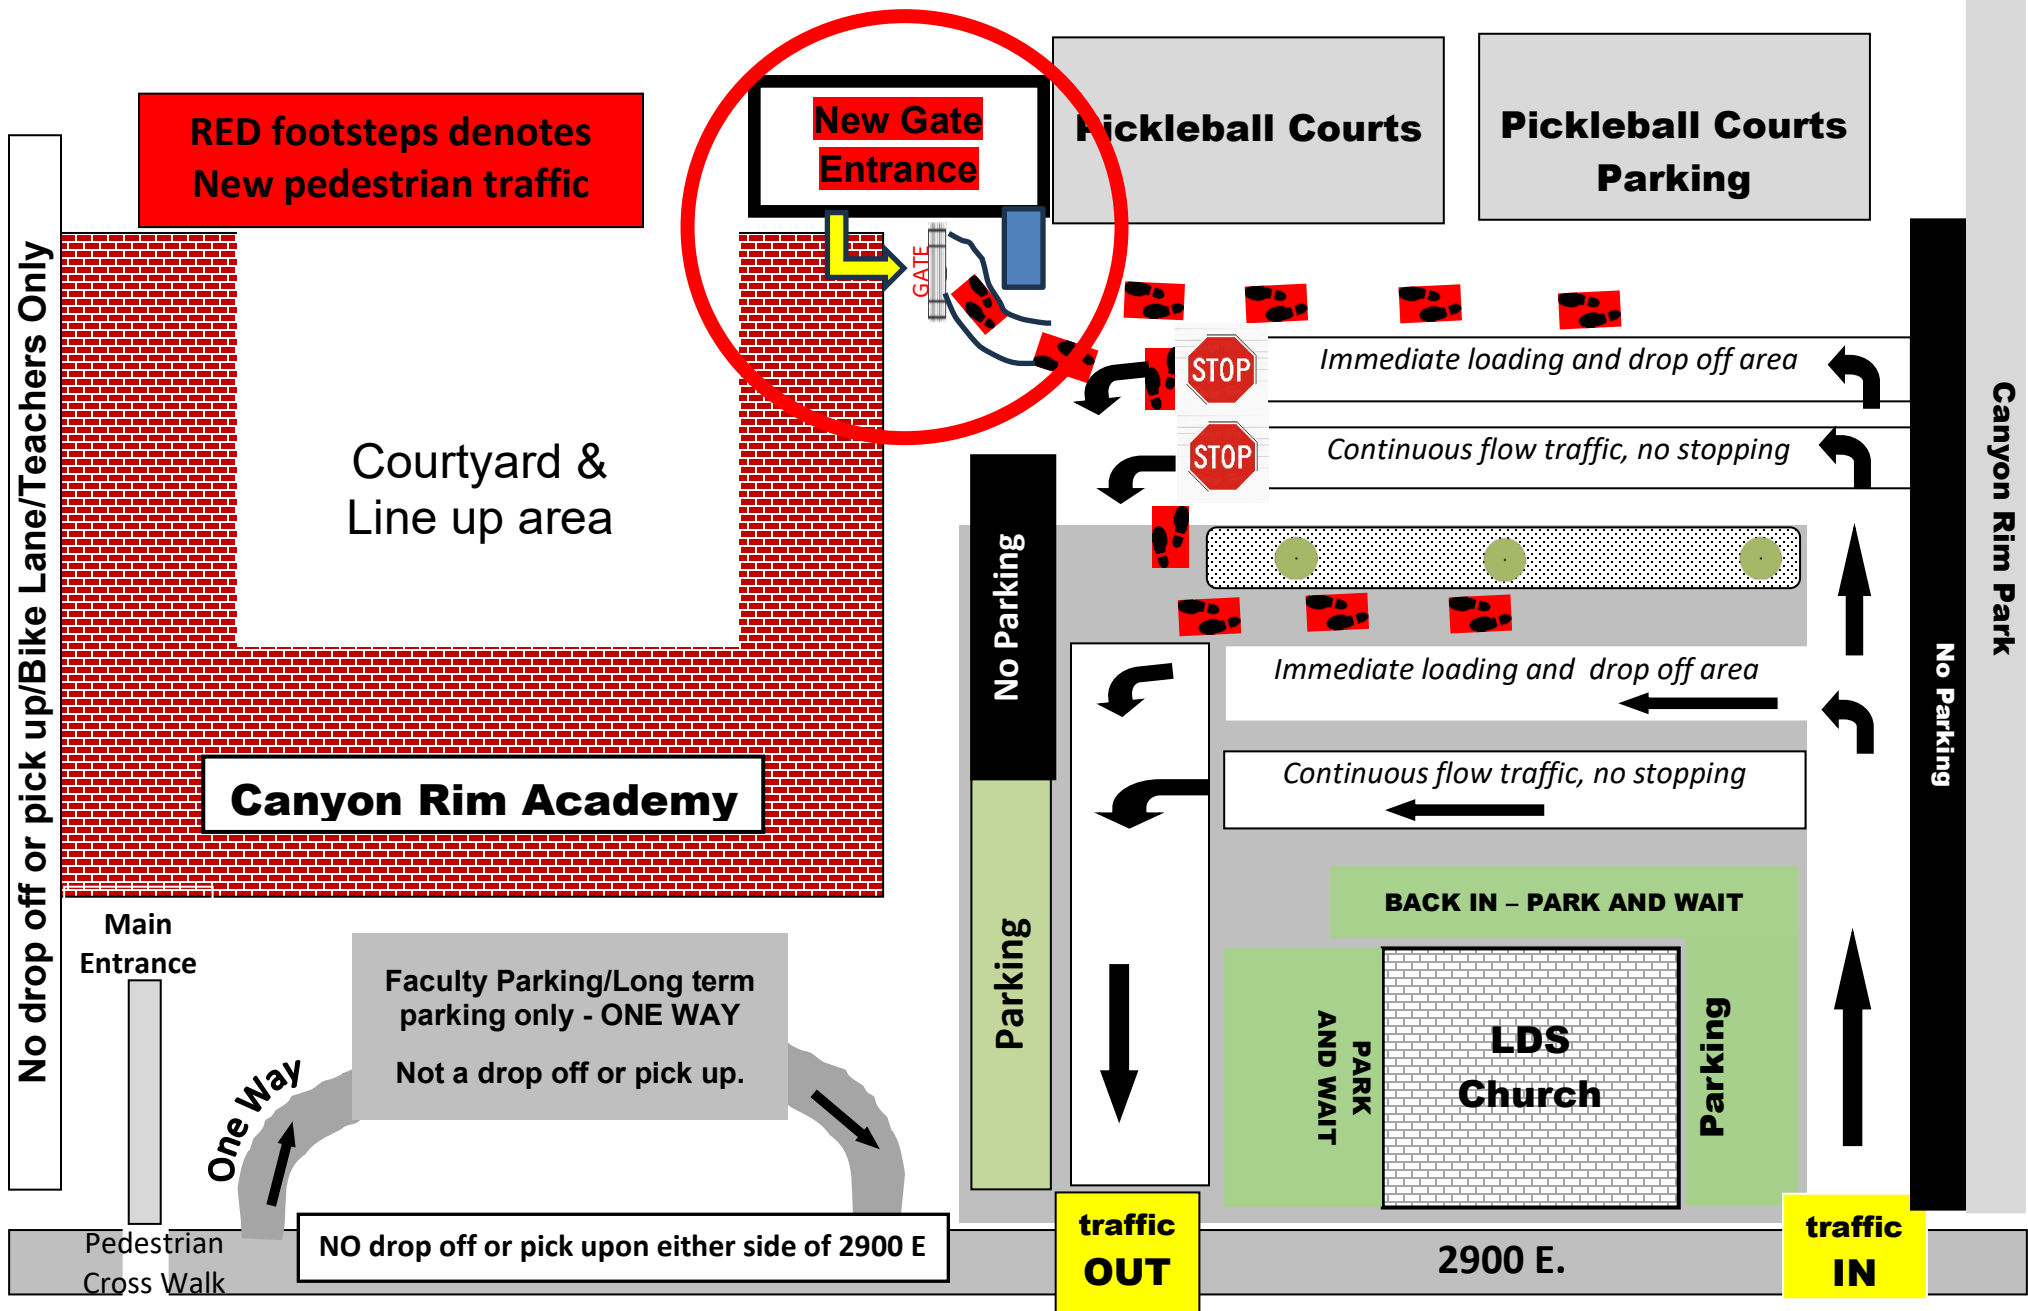 RED footsteps denotes
New pedestrian traffic
New Gate
Entrance
Pickleball Courts
Pickleball Courts
Parking
No drop off or pick up/Bike Lane/Teachers Only
GATE
STOP
Immediate loading and drop off area
STOP
Continuous flow traffic, no stopping
Canyon Rim Park
Courtyard &
Line up area
No Parking
No Parking
Immediate loading and  drop off area
Continuous flow traffic, no stopping
Canyon Rim Academy
BACK IN – PARK AND WAIT
Main
Entrance
Faculty Parking/Long term
parking only - ONE WAY
Not a drop off or pick up.
One Way
Parking
PARK
AND WAIT
LDS
Church
Parking
Pedestrian
Cross Walk
NO drop off or pick upon either side of 2900 E
traffic
OUT
2900 E.
traffic
IN